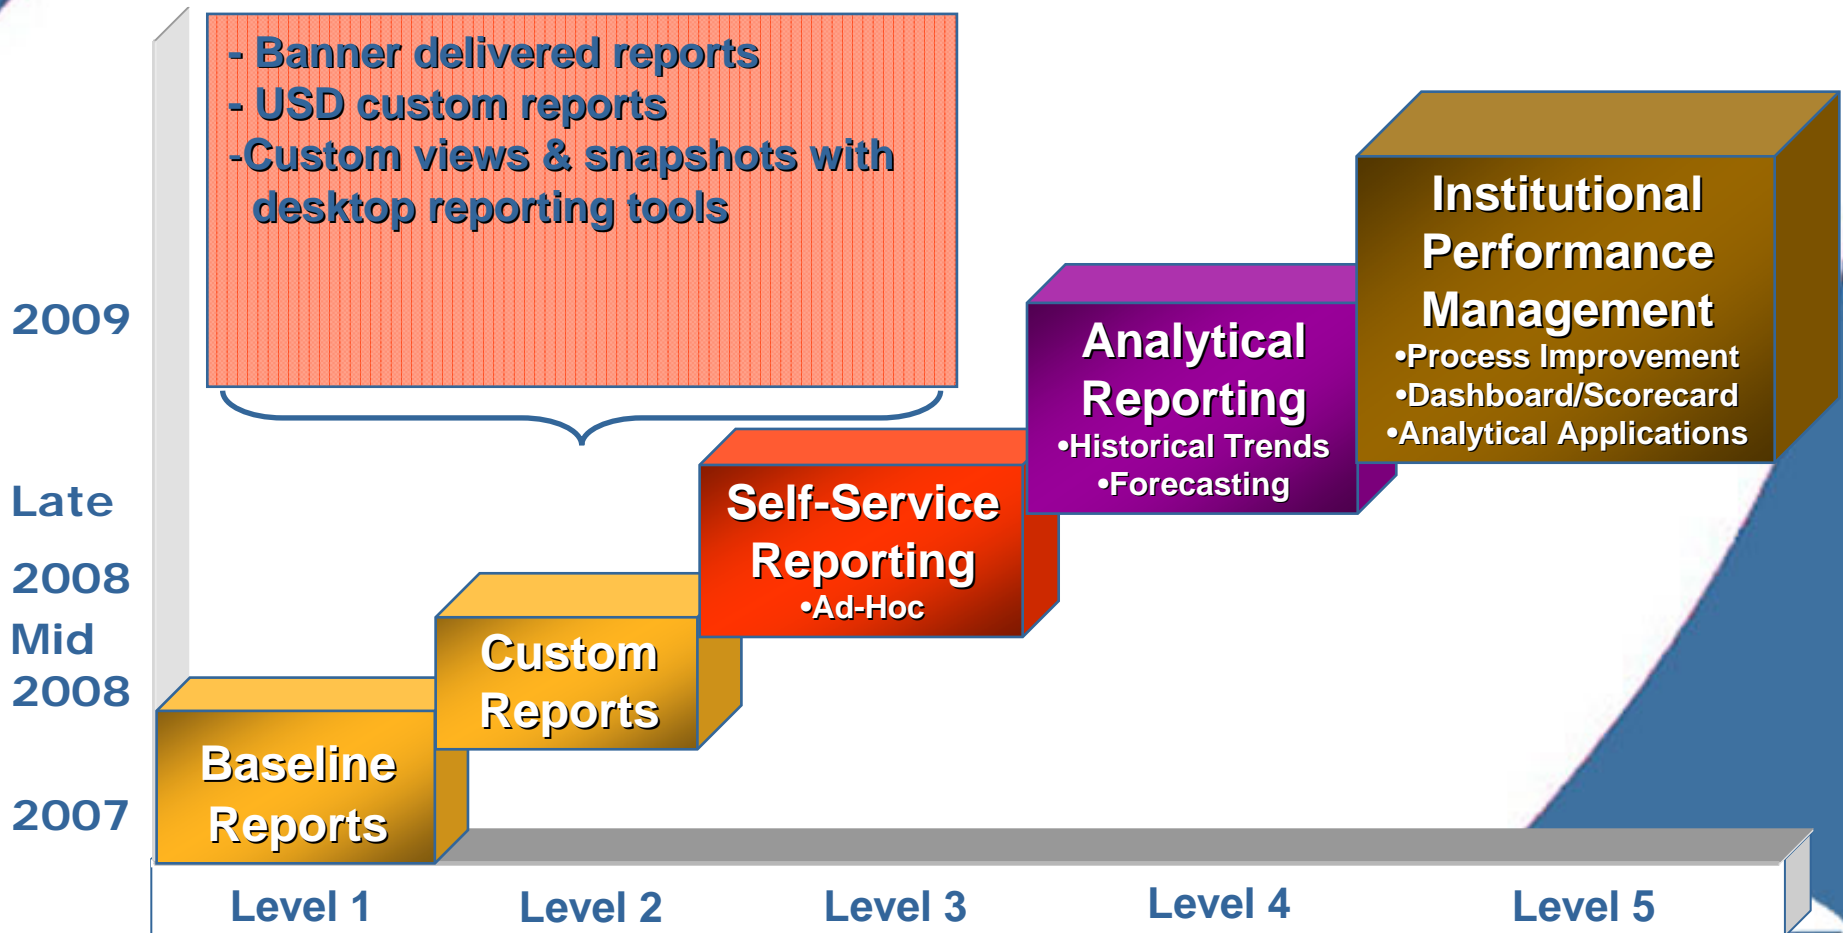 - Banner delivered reports
- USD custom reports
-Custom views & snapshots with
desktop reporting tools
2009
Late
2008
Mid
2008
2007
Institutional
Performance
Management
•Process Improvement
•Dashboard/Scorecard
•Analytical Applications
Analytical
Reporting
•Historical Trends
•Forecasting
Self-Service
Reporting
•Ad-Hoc
Custom
Reports
Baseline
Reports
Level 1
Level 2
Level 3
Level 4
Level 5